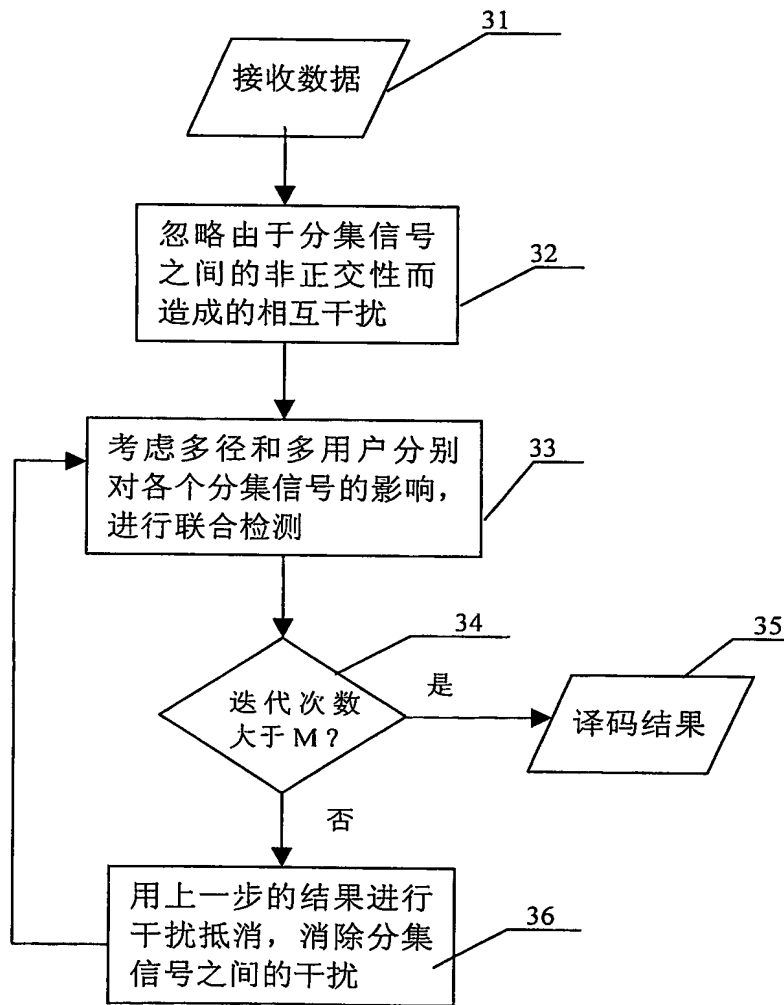 31
接收数据
忽略由于分集信号
之间的非正交性而
造成的相互干扰
32
考虑多径和多用户分别
对各个分集信号的影响，
进行联合检测
33
34
35
迭代次数
大于M？
是
译码结果
否
用上一步的结果进行
干扰抵消，消除分集
信号之间的干扰
36